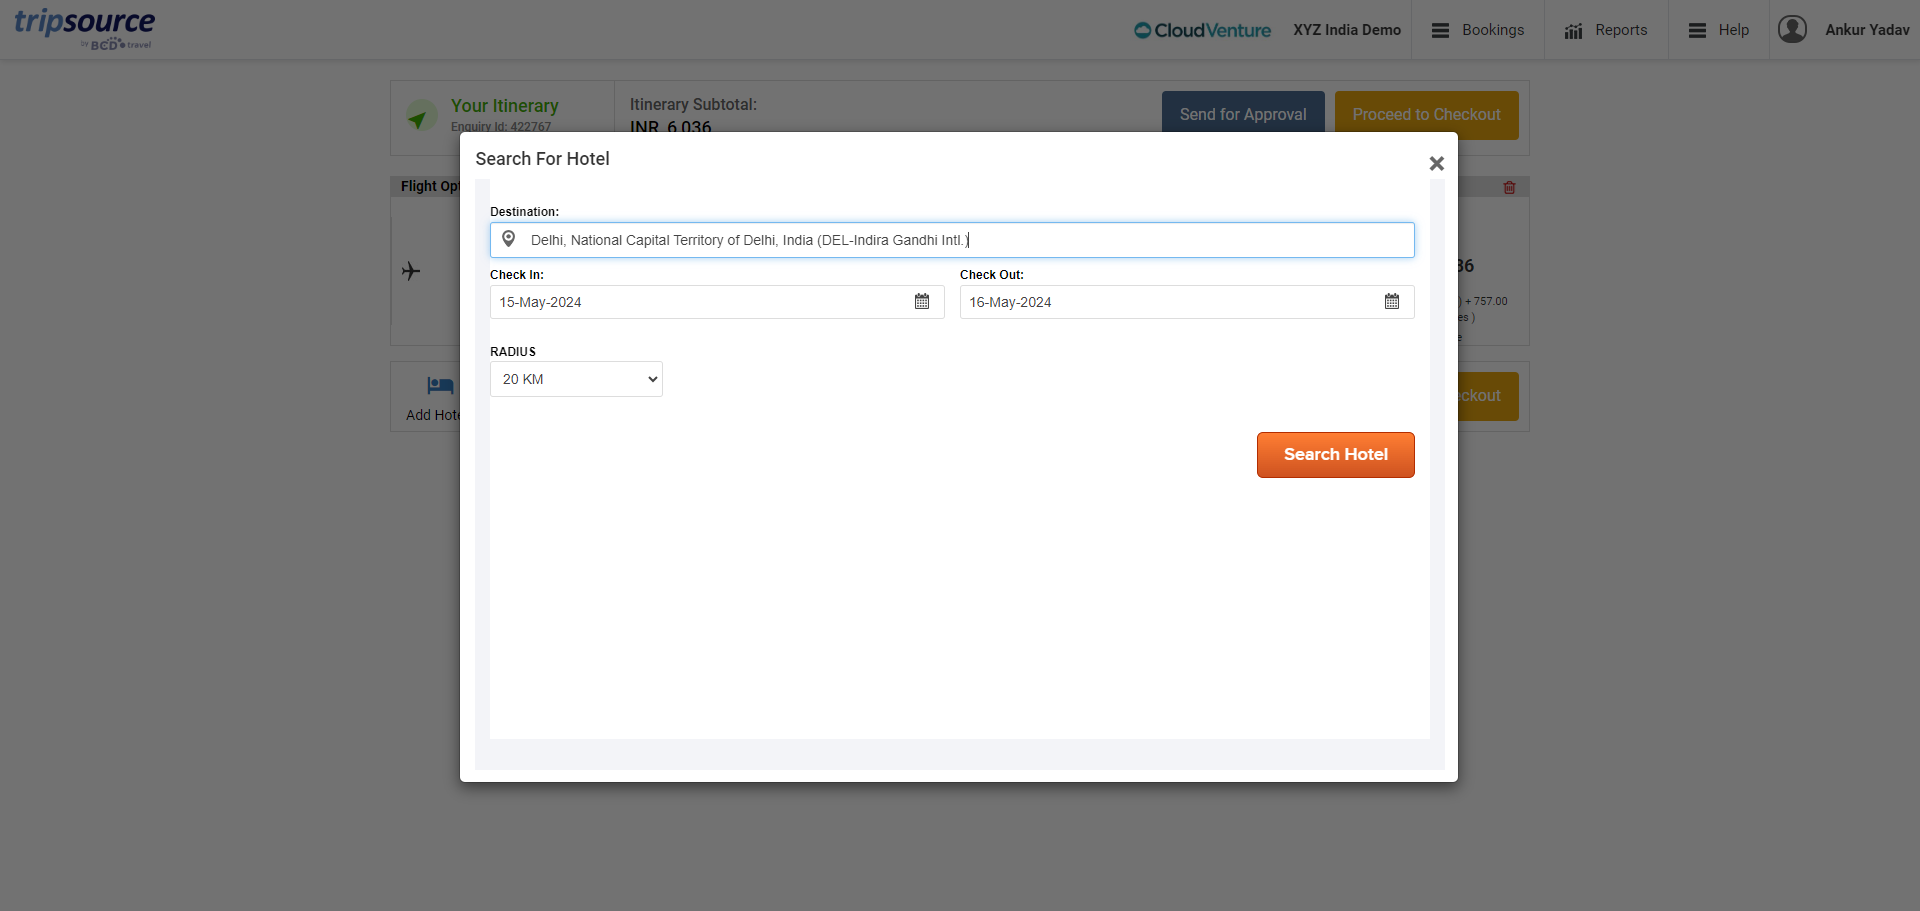 tripsource
by BCD travel
CloudVenture
XYZ India Demo
Bookings
Reports
Help
Ankur Yadav
Your Itinerary
Enquiry Id: 422767
Itinerary Subtotal:
INR 6,036
Send for Approval
Proceed to Checkout
Flight Opt
Search For Hotel
Destination:
Delhi, National Capital Territory of Delhi, India (DEL-Indira Gandhi Intl.)
Check In:
Check Out:
15-May-2024
16-May-2024
RADIUS
20 KM
Search Hotel
36
) + 757.00
es )
e
Add Hote
eckout